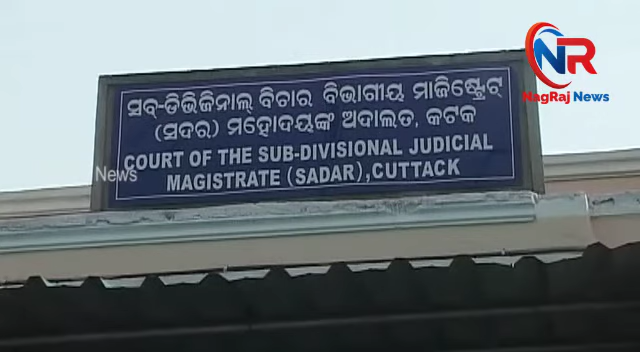 NR
NagRaj News
ସବ୍-ଡିଭିଜିନାଲ୍ ବିଚାର ବିଭାଗୀୟ ମାଜିଷ୍ଟ୍ରେଟ୍
(ସଦର) ମହୋଦୟଙ୍କ ଅଦାଲତ, କଟକ
COURT OF THE SUB-DIVISIONAL JUDICIAL
MAGISTRATE (SADAR),CUTTACK
News